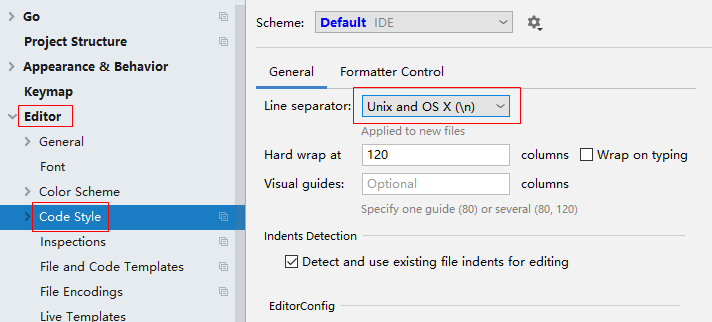 Go
Project Structure
Appearance & Behavior
Keymap
Editor
General
Font
Color Scheme
Code Style
Inspections
File and Code Templates
File Encodings
Live Templates
Scheme: Default IDE
General Formatter Control
Line separator: Unix and OS X (\n)
Applied to new files
Hard wrap at 120 columns Wrap on typing
Visual guides: Optional columns
Specify one guide (80) or several (80, 120)
Indents Detection
Detect and use existing file indents for editing
EditorConfig